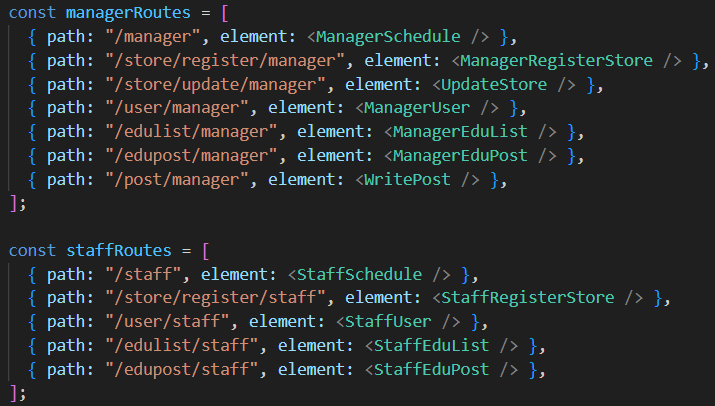 const managerRoutes = [
{ path: "/manager", element: <ManagerSchedule /> },
{ path: "/store/register/manager", element: <ManagerRegisterStore /> },
{ path: "/store/update/manager", element: <UpdateStore /> },
{ path: "/user/manager", element: <ManagerUser /> },
{ path: "/edulist/manager", element: <ManagerEduList /> },
{ path: "/edupost/manager", element: <ManagerEduPost /> },
{ path: "/post/manager", element: <WritePost /> },
];
const staffRoutes = [
{ path: "/staff", element: <StaffSchedule /> },
{ path: "/store/register/staff", element: <StaffRegisterStore /> },
{ path: "/user/staff", element: <StaffUser /> },
{ path: "/edulist/staff", element: <StaffEduList /> },
{ path: "/edupost/staff", element: <StaffEduPost /> },
];